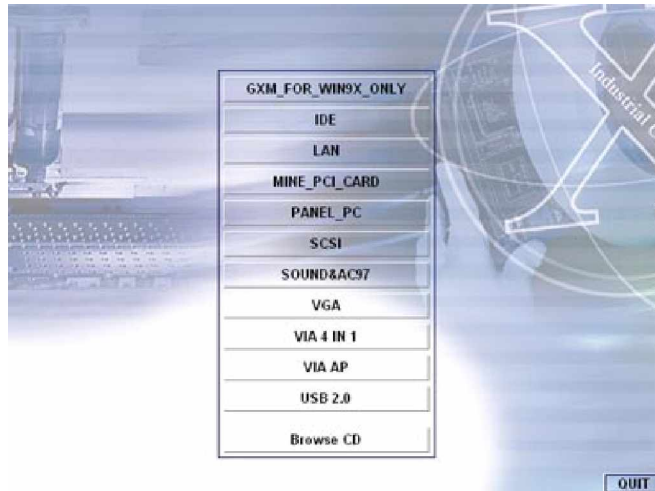 GXM_FOR_WIN9X_ONLY
IDE
LAN
MINE_PCI_CARD
PANEL_PC
SCSI
SOUND&AC97
VGA
VIA 4 IN 1
VIA AP
USB 2.0
Browse CD
Industrial
QUIT